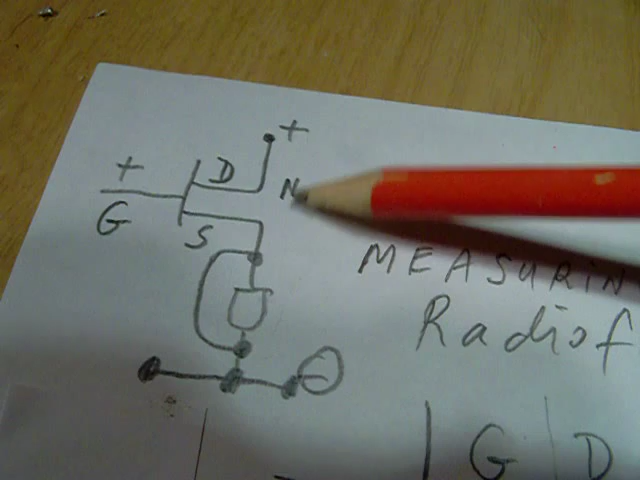 +
+ D N
G
S
MEASURIN
Radiof
-
G D